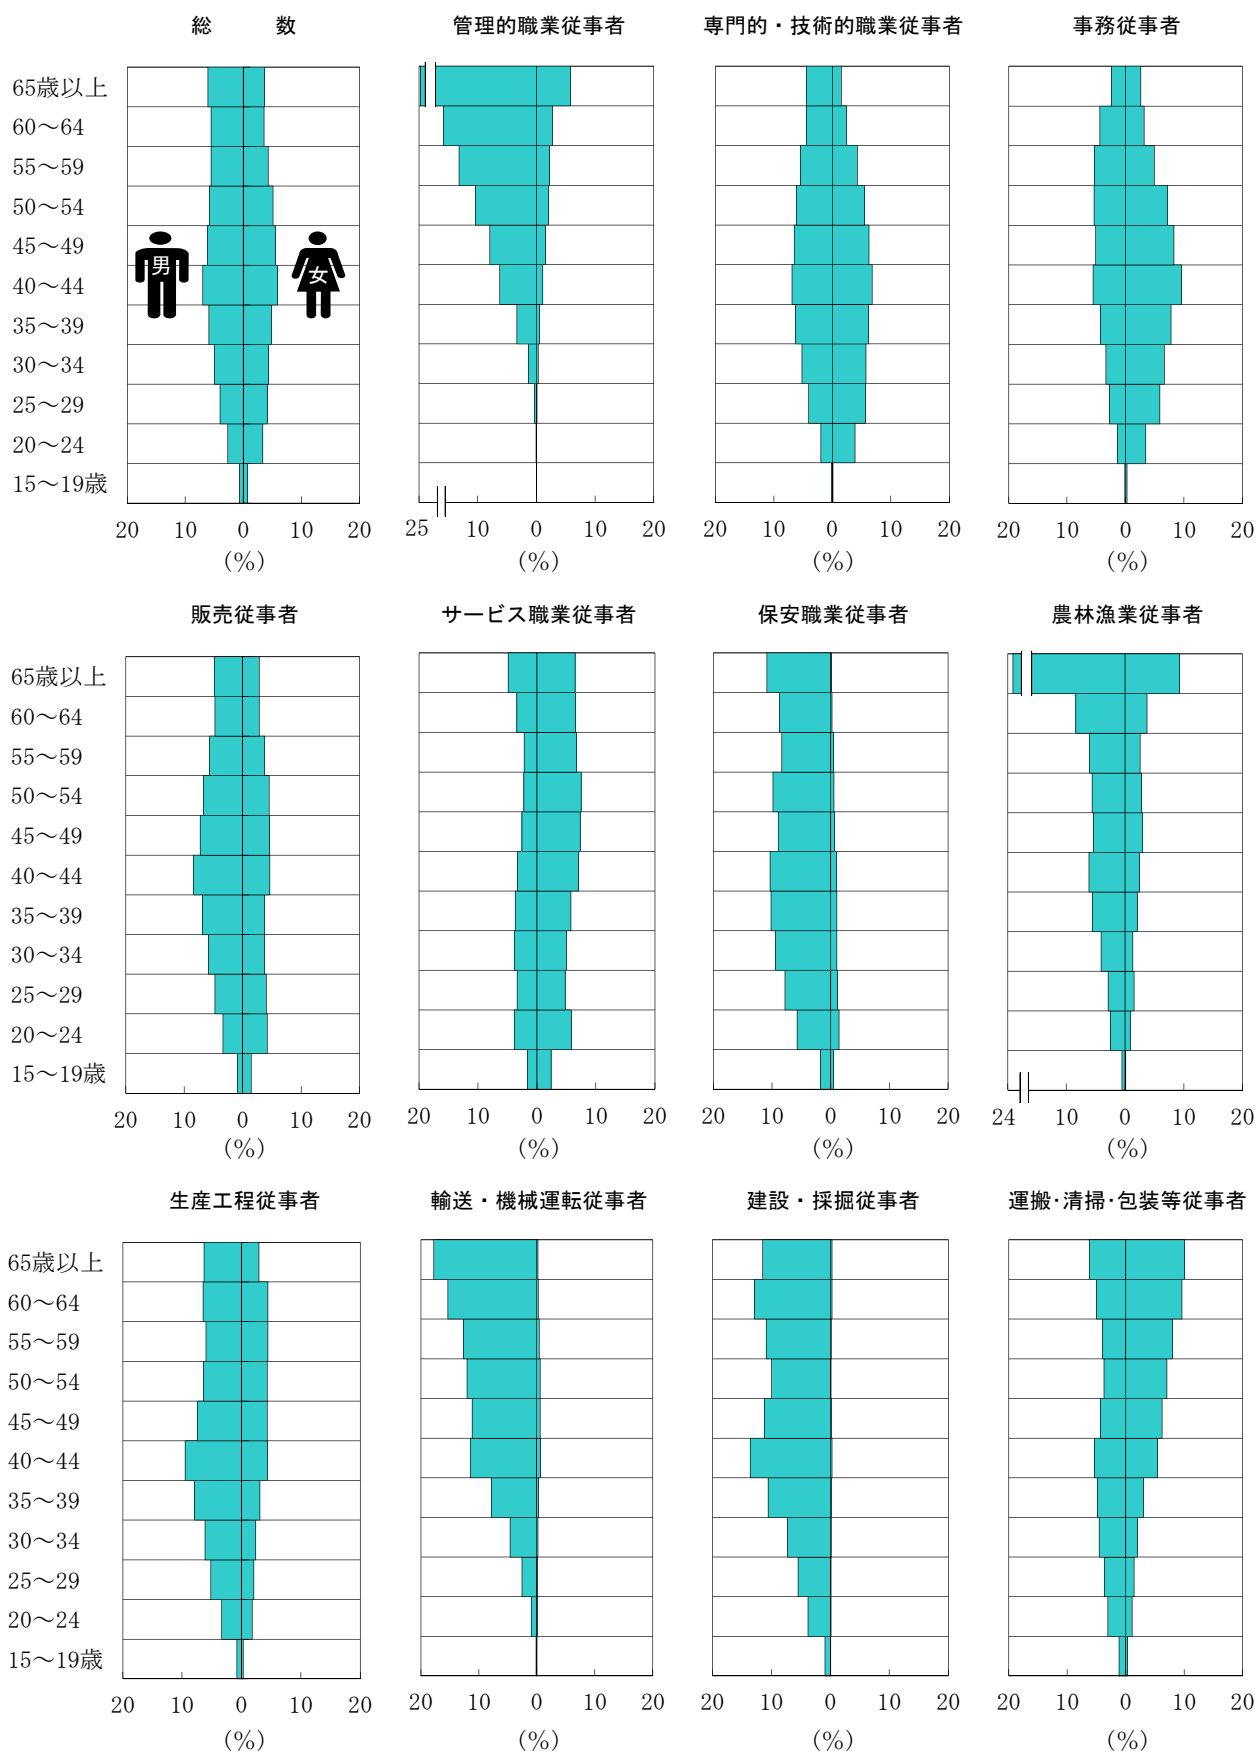 総　　　数
管理的職業従事者
専門的・技術的職業従事者
事務従事者
65歳以上
60～64
55～59
50～54
45～49
40～44
35～39
30～34
25～29
20～24
15～19歳
男
女
20 10 0 10 20
25 10 0 10 20
20 10 0 10 20
20 10 0 10 20
(%) (%) (%) (%)
販売従事者
サービス職業従事者
保安職業従事者
農林漁業従事者
65歳以上
60～64
55～59
50～54
45～49
40～44
35～39
30～34
25～29
20～24
15～19歳
20 10 0 10 20
20 10 0 10 20
20 10 0 10 20
24 10 0 10 20
(%) (%) (%) (%)
生産工程従事者
輸送・機械運転従事者
建設・採掘従事者
運搬･清掃･包装等従事者
65歳以上
60～64
55～59
50～54
45～49
40～44
35～39
30～34
25～29
20～24
15～19歳
20 10 0 10 20
20 10 0 10 20
20 10 0 10 20
20 10 0 10 20
(%) (%) (%) (%)